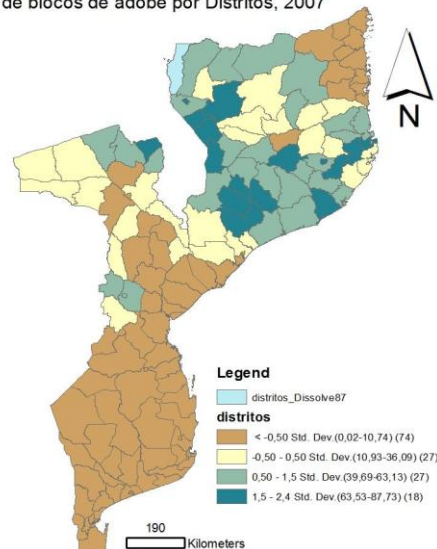 de blocos de adobe por Distritos, 2007
N
Legend
distritos_Dissolve87
distritos
< -0,50 Std. Dev.(0,02-10,74) (74)
-0,50 - 0,50 Std. Dev.(10,93-36,09) (27)
0,50 - 1,5 Std. Dev.(39,69-63,13) (27)
1,5 - 2,4 Std. Dev.(63,53-87,73) (18)
190
Kilometers